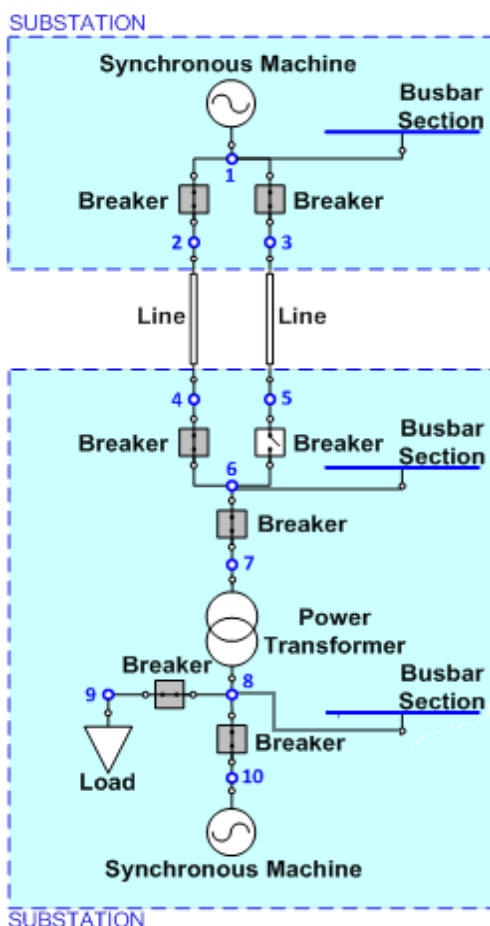 SUBSTATION
Synchronous Machine
Busbar
Section
1
Breaker
Breaker
2
3
Line
Line
4
5
Breaker
Breaker
Busbar
Section
6
Breaker
7
Power
Transformer
Breaker
9
8
Busbar
Section
Load
Breaker
10
Synchronous Machine
SUBSTATION